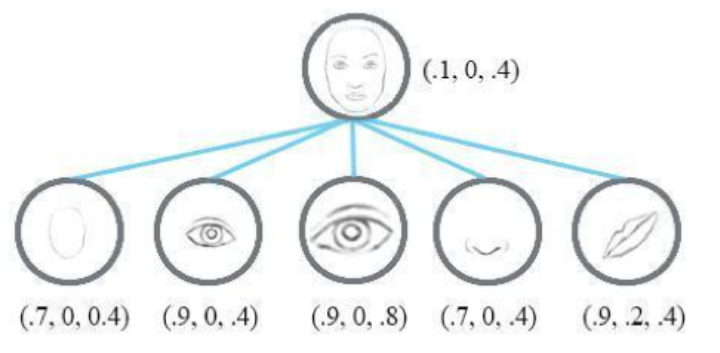 (.1, 0, .4)
(.7, 0, 0.4) (.9, 0, .4) (.9, 0, .8) (.7, 0, .4) (.9, .2, .4)